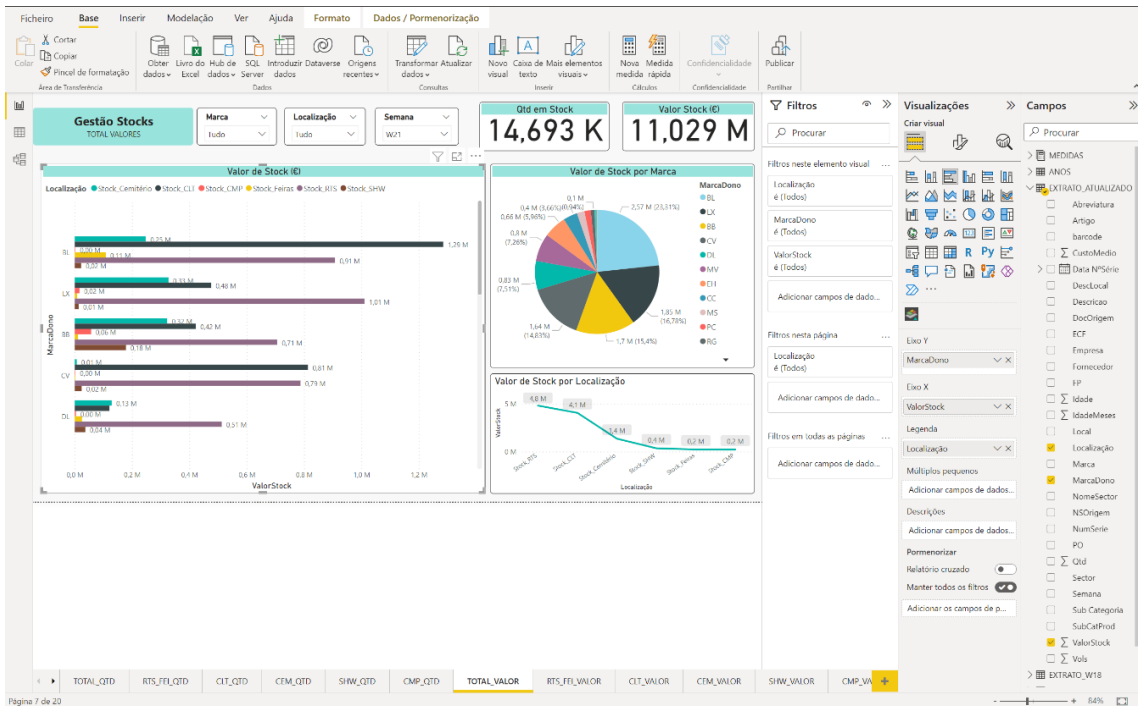 Ficheiro Base Inserir Modelação Ver Ajuda Formato Dados / Pormenorização
Colar
Cortar
Copiar
Pincel de formatação
Área de Transferência
Obter dados
Livro do Excel
Hub de dados
SQL Server
Introduzir dados
Dataverse
Origens recentes
Dados
Transformar dados
Atualizar
Consultas
Novo visual
Caixa de texto
Mais elementos visuais
Inserir
Nova medida
Medida rápida
Cálculos
Confidencialidade
Confidencialidade
Publicar
Partilhar
Gestão Stocks
TOTAL VALORES
Marca
Tudo
Localização
Tudo
Semana
W21
Qtd em Stock
14,693 K
Valor Stock (€)
11,029 M
Valor de Stock (€)
Localização Stock_Cemitério Stock_CLT Stock_CMP Stock_Feiras Stock_RTS Stock_SHW
MarcaDono
BL
0,25 M
1,29 M
0,00 M
0,11 M
0,91 M
0,02 M
LX
0,33 M
0,48 M
0,02 M
1,01 M
0,01 M
BB
0,32 M
0,42 M
0,06 M
0,71 M
0,18 M
CV
0,01 M
0,81 M
0,00 M
0,79 M
0,02 M
DL
0,13 M
0,00 M
0,51 M
0,04 M
0,0 M 0,2 M 0,4 M 0,6 M 0,8 M 1,0 M 1,2 M
ValorStock
Valor de Stock por Marca
0,1 M
(0,94%)
0,4 M (3,66%)
0,66 M (5,96%)
0,8 M
(7,26%)
0,83 M
(7,51%)
1,64 M
(14,83%)
1,7 M (15,4%)
1,85 M
(16,78%)
2,57 M (23,31%)
MarcaDono
BL
LX
BB
CV
DL
MV
EH
CC
MS
PC
RG
Valor de Stock por Localização
ValorStock
5 M
0 M
4,8 M
4,1 M
1,4 M
0,4 M
0,2 M
0,2 M
Stock_RTS
Stock_CLT
Stock_Cemitério
Stock_SHW
Stock_Feiras
Stock_CMP
Localização
Filtros
Procurar
Filtros neste elemento visual ...
Localização
é (Todos)
MarcaDono
é (Todos)
ValorStock
é (Todos)
Adicionar campos de dado...
Filtros nesta página ...
Localização
é (Todos)
Adicionar campos de dado...
Filtros em todas as páginas ...
Adicionar campos de dado...
Visualizações
Criar visual
123
R Py
...
Eixo Y
MarcaDono
Eixo X
ValorStock
Legenda
Localização
Múltiplos pequenos
Adicionar campos de dados...
Descrições
Adicionar campos de dados...
Pormenorizar
Relatório cruzado
Manter todos os filtros
Adicionar os campos de p...
Campos
Procurar
MEDIDAS
ANOS
EXTRATO_ATUALIZADO
Abreviatura
Artigo
barcode
CustoMedio
Data NºSérie
DescLocal
Descricao
DocOrigem
ECF
Empresa
Fornecedor
FP
Idade
IdadeMeses
Local
Localização
Marca
MarcaDono
NomeSector
NSOrigem
NumSerie
PO
Qtd
Sector
Semana
Sub Categoria
SubCatProd
ValorStock
Vols
EXTRATO_W18
TOTAL_QTD RTS_FEI_QTD CLT_QTD CEM_QTD SHW_QTD CMP_QTD TOTAL_VALOR RTS_FEI_VALOR CLT_VALOR CEM_VALOR SHW_VALOR CMP_VA
Página 7 de 20
84%